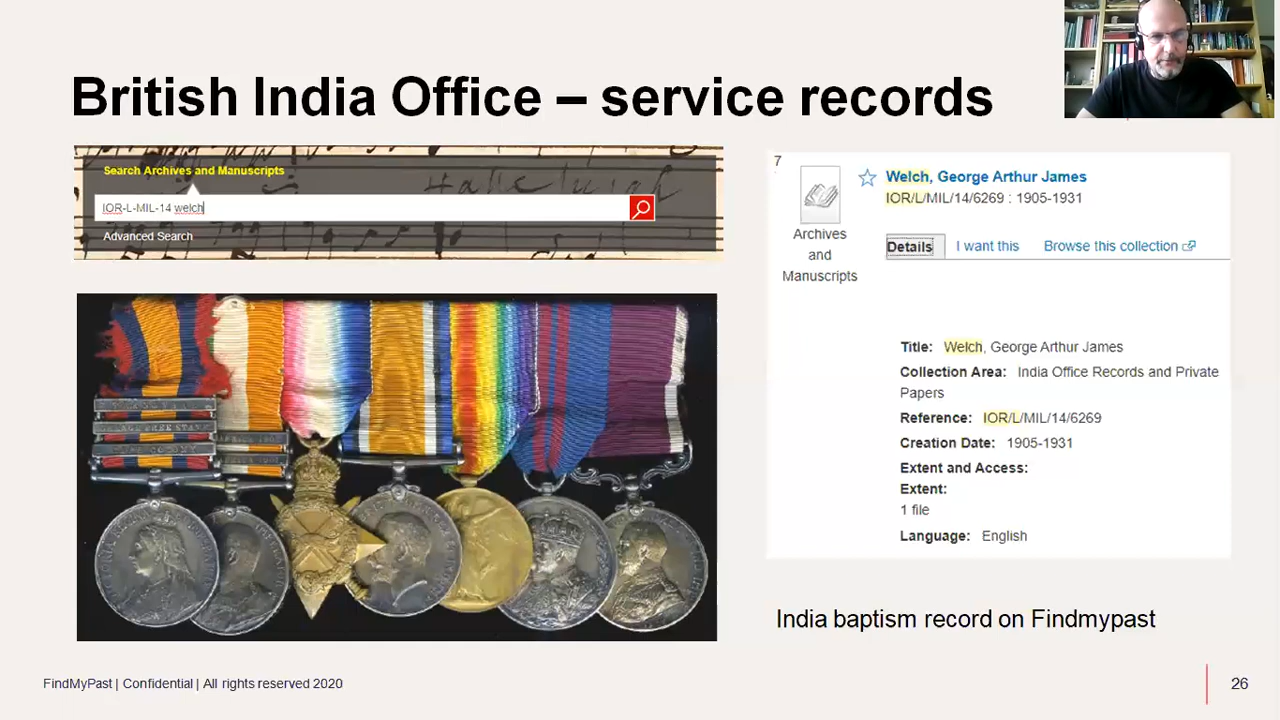 British India Office – service records
Search Archives and Manuscripts
Hallelujah
IOR-L-MIL-14 welch
Advanced Search
7
Welch, George Arthur James
IOR/L/MIL/14/6269 : 1905-1931
Archives
and
Manuscripts
Details I want this Browse this collection
Title: Welch, George Arthur James
Collection Area: India Office Records and Private
Papers
Reference: IOR/L/MIL/14/6269
Creation Date: 1905-1931
Extent and Access:
Extent:
1 file
Language: English
India baptism record on Findmypast
FindMyPast | Confidential | All rights reserved 2020
26